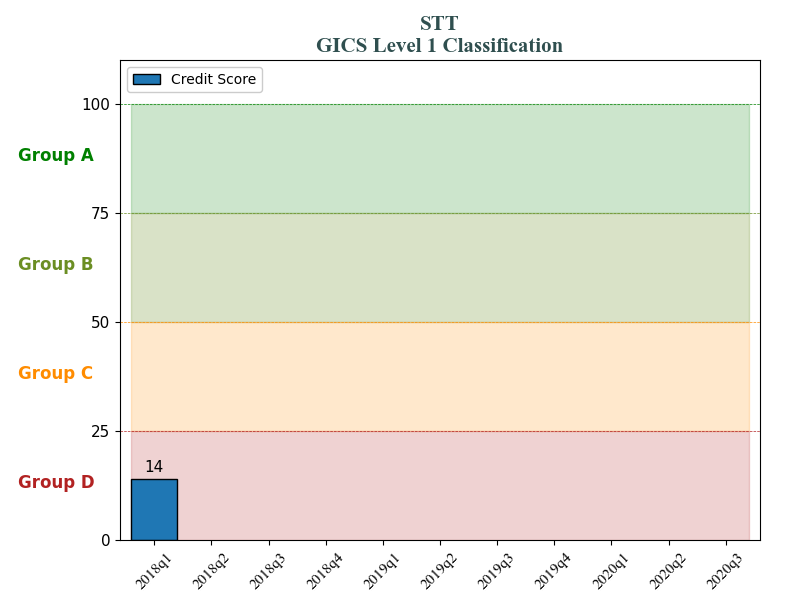 STT
GICS Level 1 Classification
Credit Score
100
Group A
75
Group B
50
Group C
25
Group D
14
0
2018q1 2018q2 2018q3 2018q4 2019q1 2019q2 2019q3 2019q4 2020q1 2020q2 2020q3